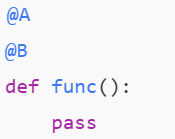 @A
@B
def func():
    pass